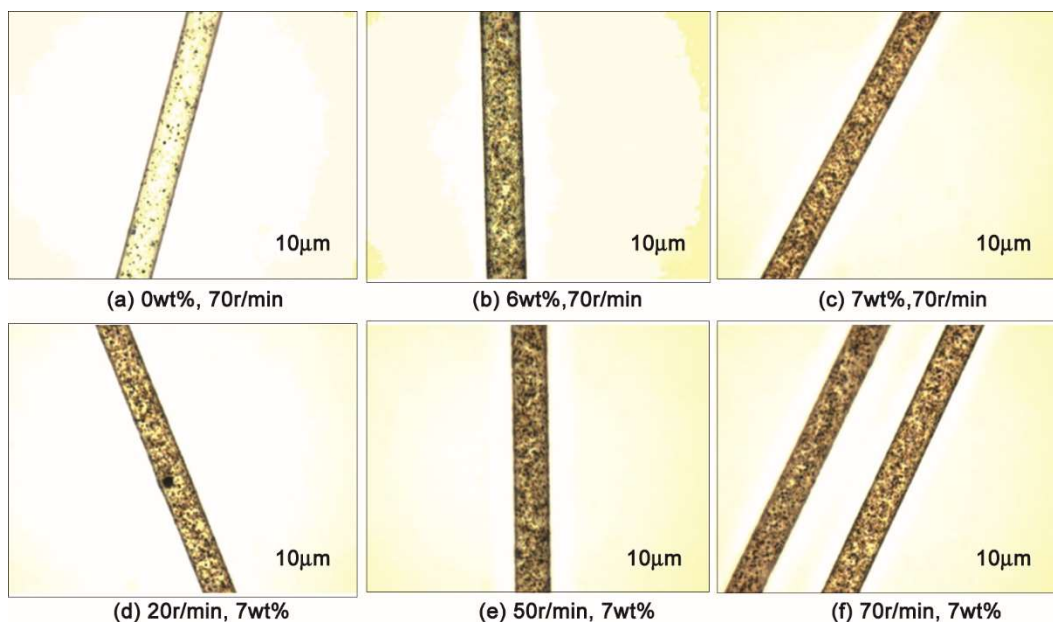 10μm
10μm
10μm
(a) 0wt%, 70r/min
(b) 6wt%,70r/min
(c) 7wt%,70r/min
10μm
10μm
10μm
(d) 20r/min, 7wt%
(e) 50r/min, 7wt%
(f) 70r/min, 7wt%